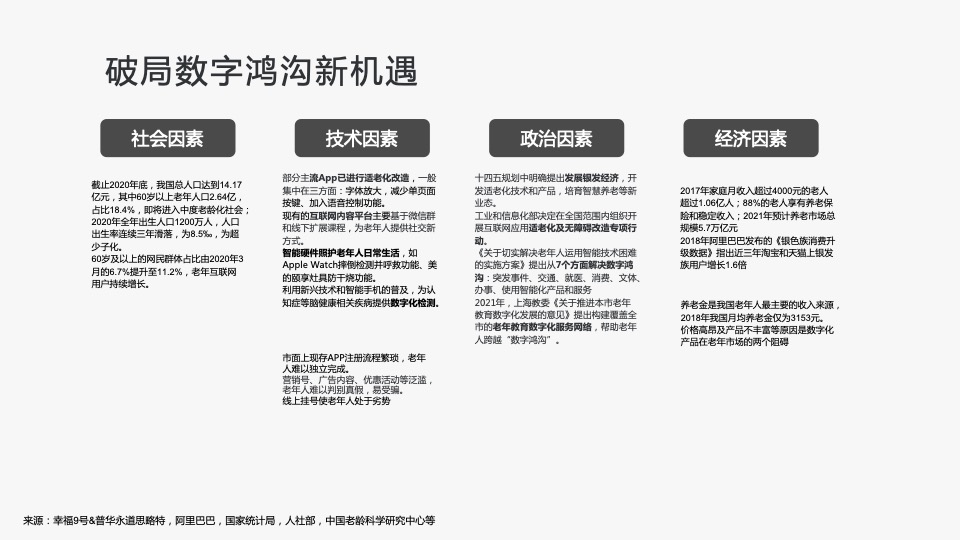 破局数字鸿沟新机遇
社会因素
截止2020年底，我国总人口达到14.17
亿元，其中60岁以上老年人口2.64亿，
占比18.4%，即将进入中度老龄化社会；
2020年全年出生人口1200万人，人口
出生率连续三年滑落，为8.5‰，为超
少子化。
60岁及以上的网民群体占比由2020年3
月的6.7%提升至11.2%，老年互联网
用户持续增长。
技术因素
部分主流App已进行适老化改造，一般
集中在三方面：字体放大，减少单页面
按键、加入语音控制功能。
现有的互联网内容平台主要基于微信群
和线下扩展课程，为老年人提供社交新
方式。
智能硬件照护老年人日常生活，如
Apple Watch摔倒检测并呼救功能、美
的颐享灶具防干烧功能。
利用新兴技术和智能手机的普及，为认
知症等脑健康相关疾病提供数字化检测。
市面上现存APP注册流程繁琐，老年
人难以独立完成。
营销号、广告内容、优惠活动等泛滥，
老年人难以判别真假，易受骗。
线上挂号使老年人处于劣势
政治因素
十四五规划中明确提出发展银发经济，开
发适老化技术和产品，培育智慧养老等新
业态。
工业和信息化部决定在全国范围内组织开
展互联网应用适老化及无障碍改造专项行
动。
《关于切实解决老年人运用智能技术困难
的实施方案》提出从7个方面解决数字鸿
沟：突发事件、交通、就医、消费、文体、
办事、使用智能化产品和服务
2021年，上海教委《关于推进本市老年
教育数字化发展的意见》提出构建覆盖全
市的老年教育数字化服务网络，帮助老年
人跨越“数字鸿沟”。
经济因素
2017年家庭月收入超过4000元的老人
超过1.06亿人；88%的老人享有养老保
险和稳定收入；2021年预计养老市场总
规模5.7万亿元
2018年阿里巴巴发布的《银色族消费升
级数据》指出近三年淘宝和天猫上银发
族用户增长1.6倍
养老金是我国老年人最主要的收入来源，
2018年我国月均养老金仅为3153元。
价格高昂及产品不丰富等原因是数字化
产品在老年市场的两个阻碍
来源：幸福9号&普华永道思略特，阿里巴巴，国家统计局，人社部，中国老龄科学研究中心等